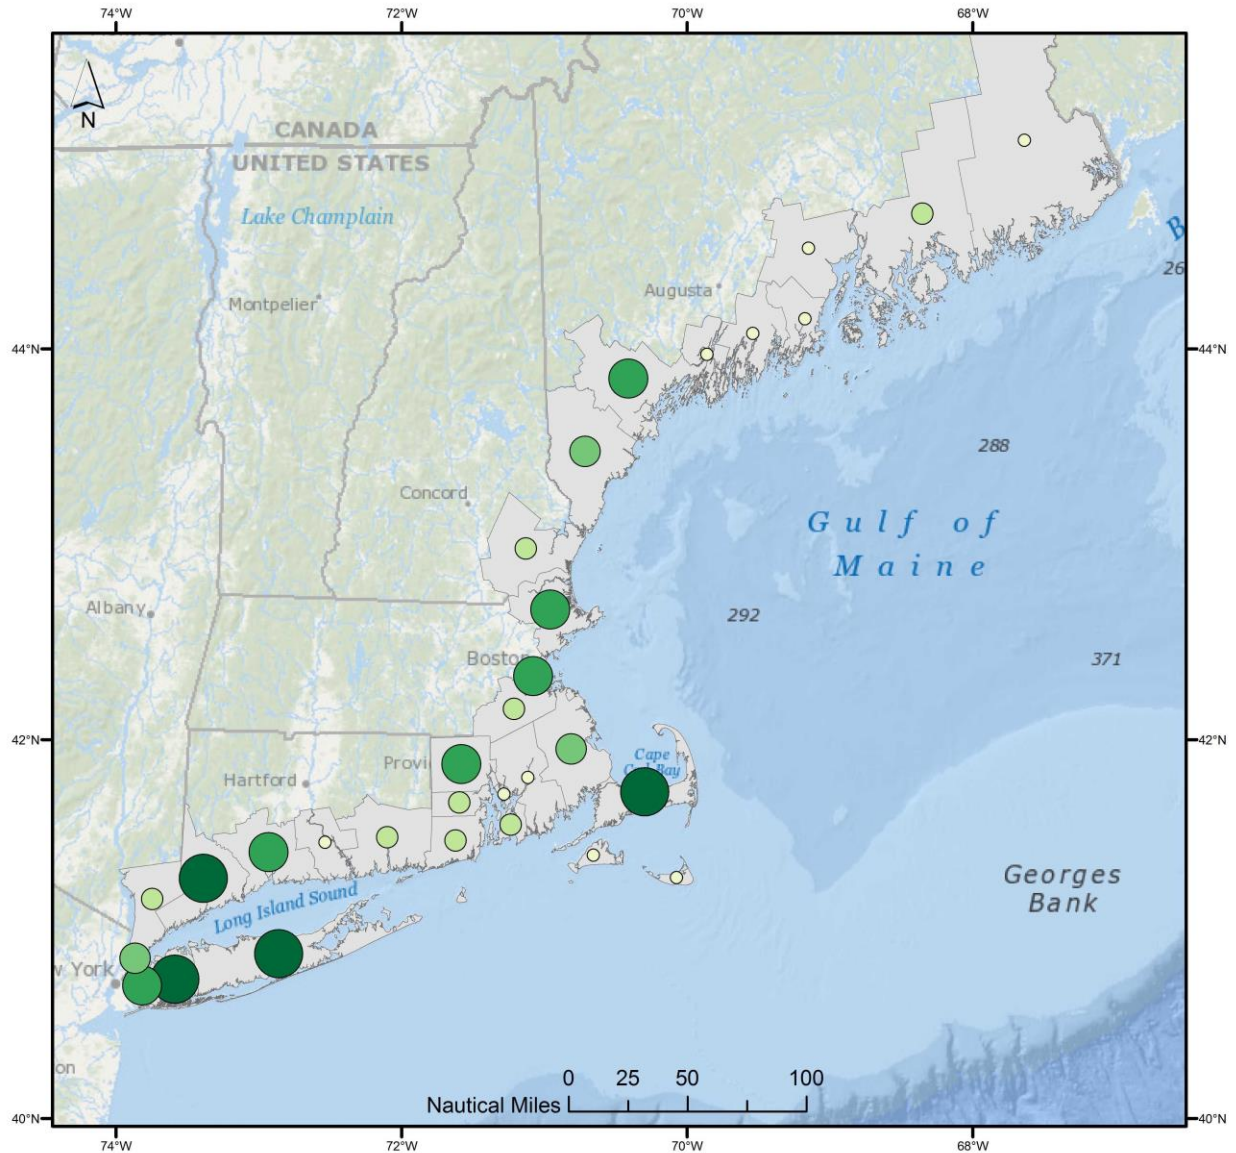 74°W 72°W 70°W 68°W
N
CANADA
UNITED STATES
Lake Champlain
B
26
Montpelier
Augusta
44°N 44°N
288
Concord
Gulf of
Maine
Albany
292
Boston
371
42°N 42°N
Cape
Bay
Provi
Hartford
Georges
Bank
Long Island Sound
w York
on
0 25 50 100
Nautical Miles
40°N 40°N
74°W 72°W 70°W 68°W